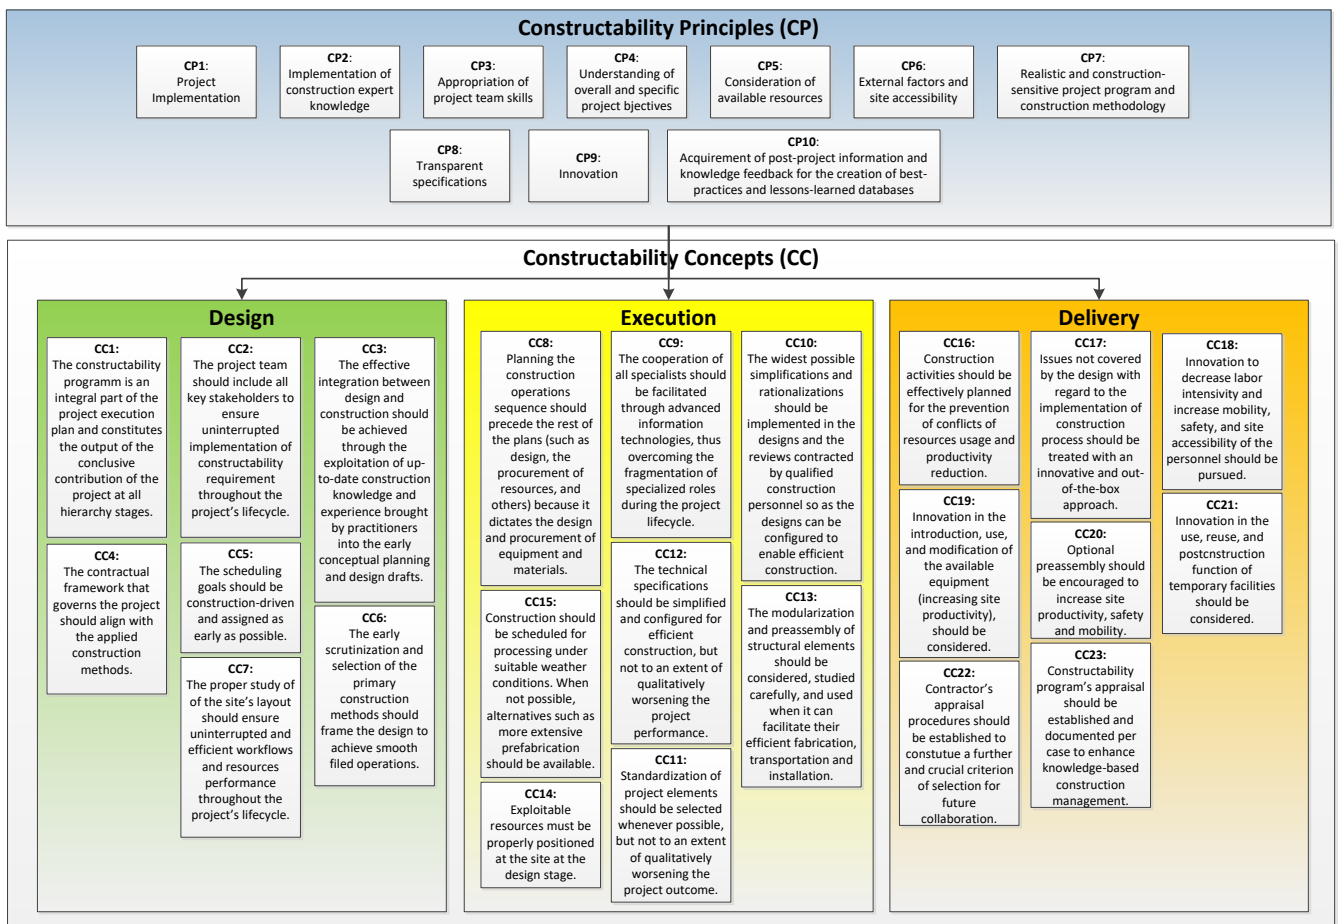 Constructability Principles (CP)
CP1:
Project
Implementation
CP2:
Implementation of
construction expert
knowledge
CP3:
Appropriation of
project team skills
CP4:
Understanding of
overall and specific
project bjectives
CP5:
Consideration of
available resources
CP6:
External factors and
site accessibility
CP7:
Realistic and construction-
sensitive project program and
construction methodology
CP8:
Transparent
specifications
CP9:
Innovation
CP10:
Acquirement of post-project information and
knowledge feedback for the creation of best-
practices and lessons-learned databases
Constructability Concepts (CC)
Design
CC1:
The constructability
programm is an
integral part of the
project execution
plan and constitutes
the output of the
conclusive
contribution of the
project at all
hierarchy stages.
CC2:
The project team
should include all
key stakeholders to
ensure
uninterrupted
implementation of
constructability
requirement
throughout the
project's lifecycle.
CC3:
The effective
integration between
design and
construction should
be achieved
through the
exploitation of up-
to-date construction
knowledge and
experience brought
by practitioners
into the early
conceptual planning
and design drafts.
CC4:
The contractual
framework that
governs the project
should align with
the applied
construction
methods.
CC5:
The scheduling
goals should be
construction-driven
and assigned as
early as possible.
CC6:
The early
scrutinization and
selection of the
primary
construction
methods should
frame the design to
achieve smooth
filed operations.
CC7:
The proper study of
of the site's layout
should ensure
uninterrupted and
efficient workflows
and resources
performance
throughout the
project's lifecycle.
Execution
CC8:
Planning the
construction
operations
sequence should
precede the rest of
the plans (such as
design, the
procurement of
resources, and
others) because it
dictates the design
and procurement of
equipment and
materials.
CC9:
The cooperation of
all specialists should
be facilitated
through advanced
information
technologies, thus
overcoming the
fragmentation of
specialized roles
during the project
lifecycle.
CC10:
The widest possible
simplifications and
rationalizations
should be
implemented in the
designs and the
reviews contracted
by qualified
construction
personnel so as the
designs can be
configured to
enable efficient
construction.
CC15:
Construction should
be scheduled for
processing under
suitable weather
conditions. When
not possible,
alternatives such as
more extensive
prefabrication
should be available.
CC12:
The technical
specifications
should be simplified
and configured for
efficient
construction, but
not to an extent of
qualitatively
worsening the
project
performance.
CC13:
The modularization
and preassembly of
structural elements
should be
considered, studied
carefully, and used
when it can
facilitate their
efficient fabrication,
transportation and
installation.
CC14:
Exploitable
resources must be
properly positioned
at the site at the
design stage.
CC11:
Standardization of
project elements
should be selected
whenever possible,
but not to an extent
of qualitatively
worsening the
project outcome.
Delivery
CC16:
Construction
activities should be
effectively planned
for the prevention
of conflicts of
resources usage and
productivity
reduction.
CC17:
Issues not covered
by the design with
regard to the
implementation of
construction
process should be
treated with an
innovative and out-
of-the-box
approach.
CC18:
Innovation to
decrease labor
intensivity and
increase mobility,
safety, and site
accessibility of the
personnel should be
pursued.
CC19:
Innovation in the
introduction, use,
and modification of
the available
equipment
(increasing site
productivity),
should be
considered.
CC20:
Optional
preassembly should
be encouraged to
increase site
productivity, safety
and mobility.
CC21:
Innovation in the
use, reuse, and
postcnstruction
function of
temporary facilities
should be
considered.
CC22:
Contractor's
appraisal
procedures should
be established to
constutue a further
and crucial criterion
of selection for
future
collaboration.
CC23:
Constructability
program's appraisal
should be
established and
documented per
case to enhance
knowledge-based
construction
management.